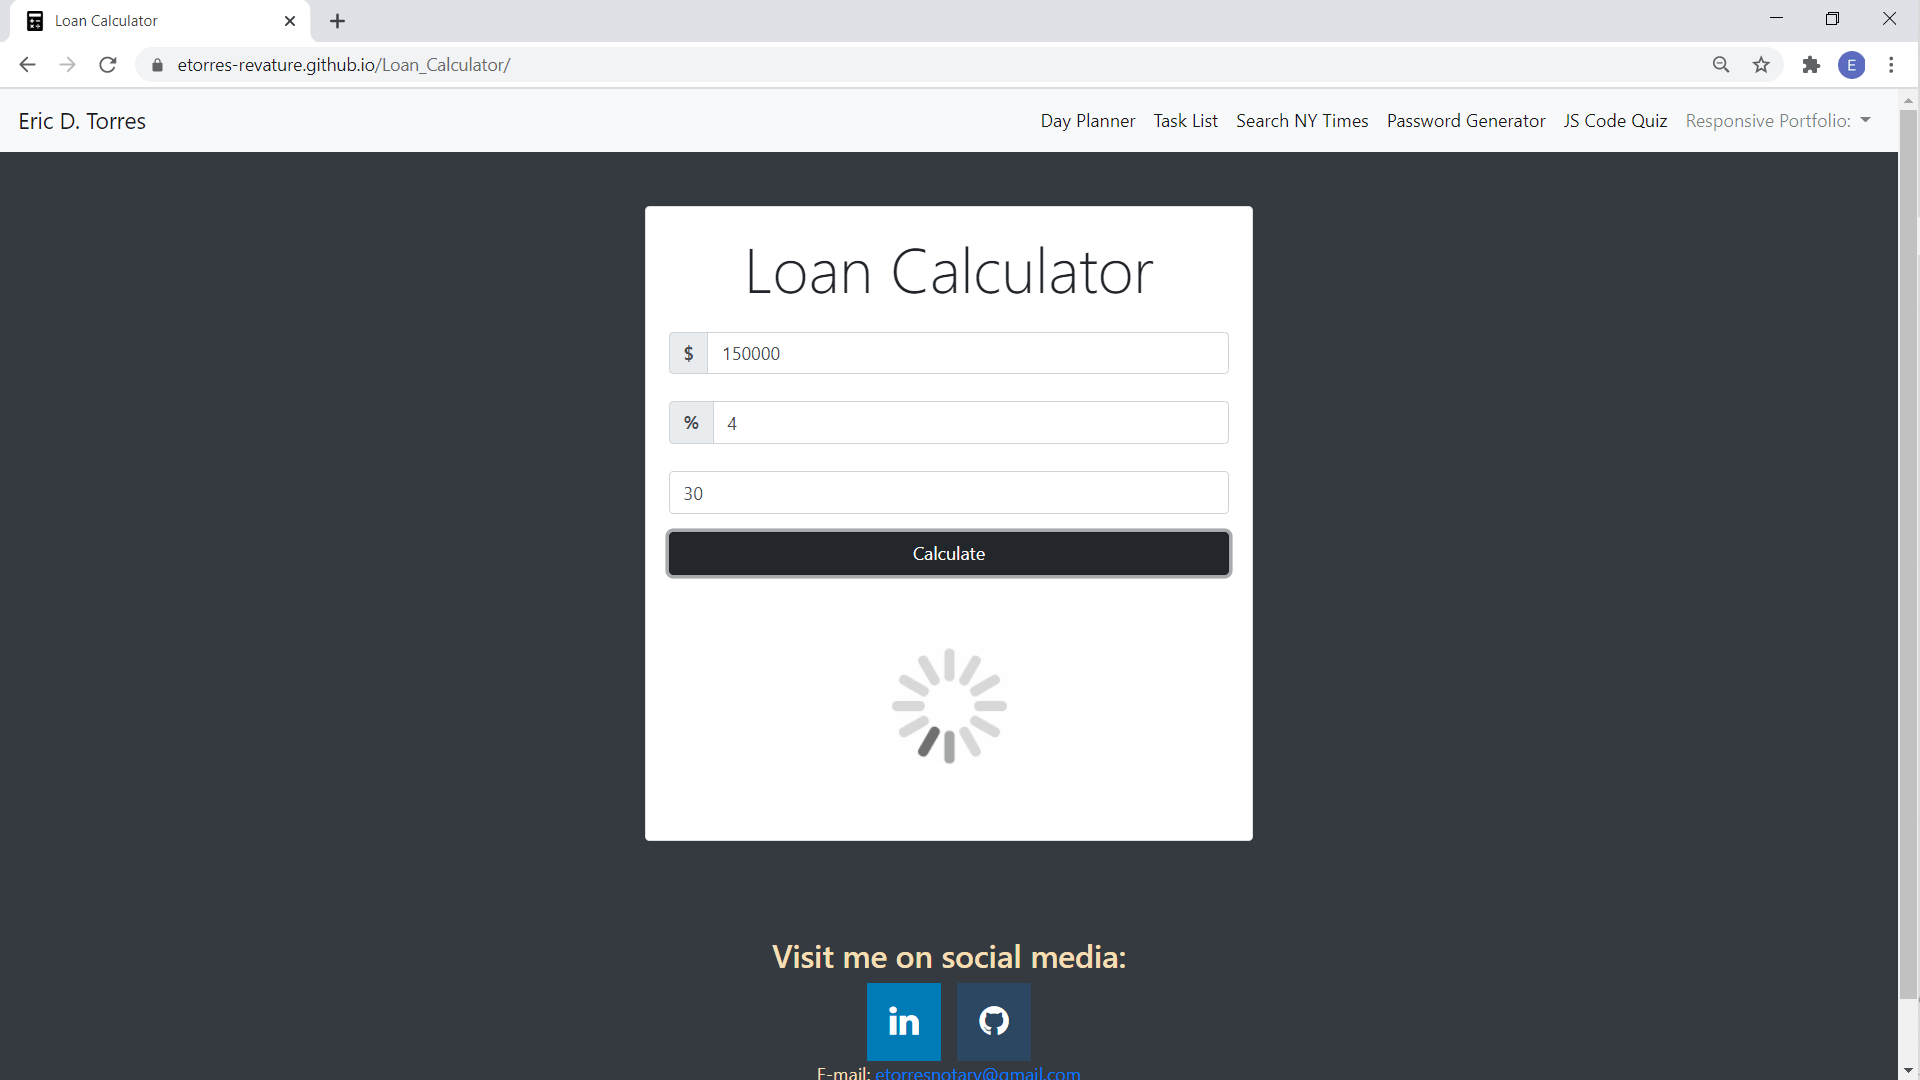 Loan Calculator
etorres-revature.github.io/Loan_Calculator/
E
Eric D. Torres
Day Planner Task List Search NY Times Password Generator JS Code Quiz Responsive Portfolio:
Loan Calculator
$ 150000
% 4
30
Calculate
Visit me on social media:
in
E-mail: etorresnotary@gmail.com